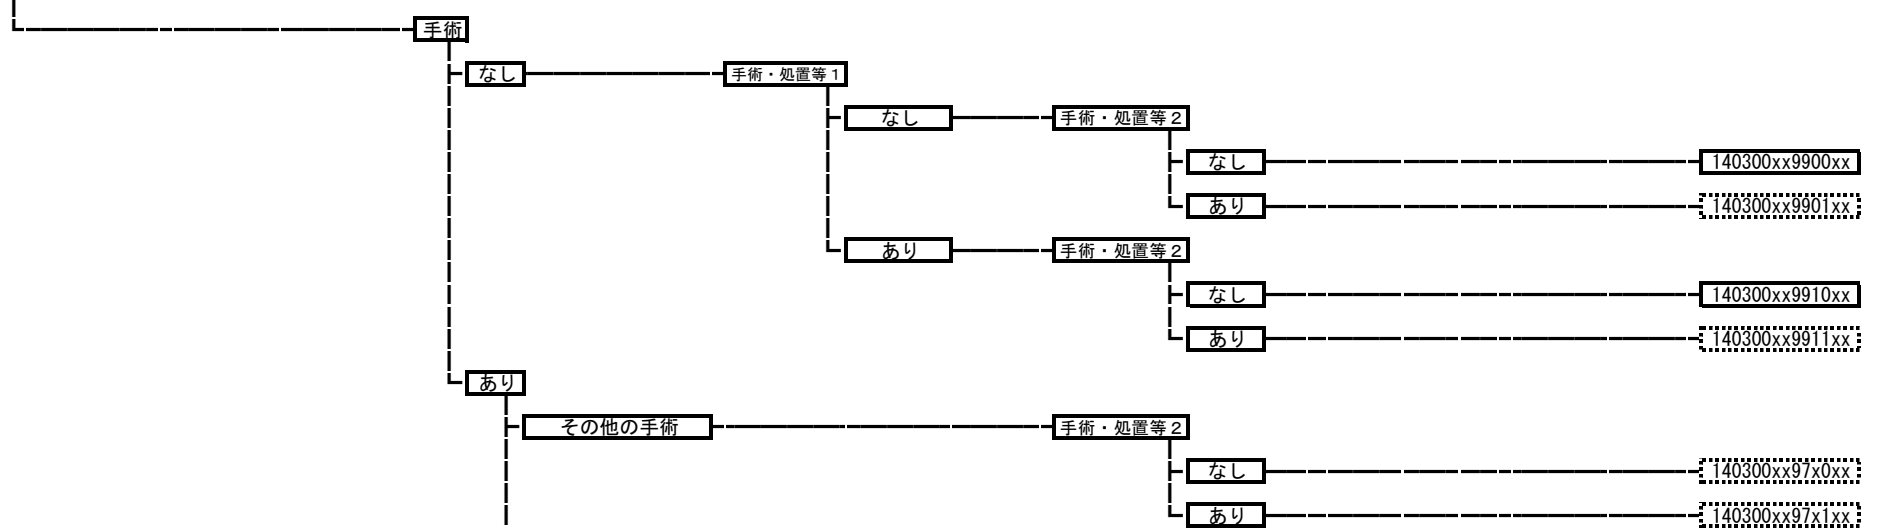 手術
なし 手術・処置等1
なし 手術・処置等2
なし 140300xx9900xx
あり 140300xx9901xx
あり 手術・処置等2
なし 140300xx9910xx
あり 140300xx9911xx
あり
その他の手術 手術・処置等2
なし 140300xx97x0xx
あり 140300xx97x1xx